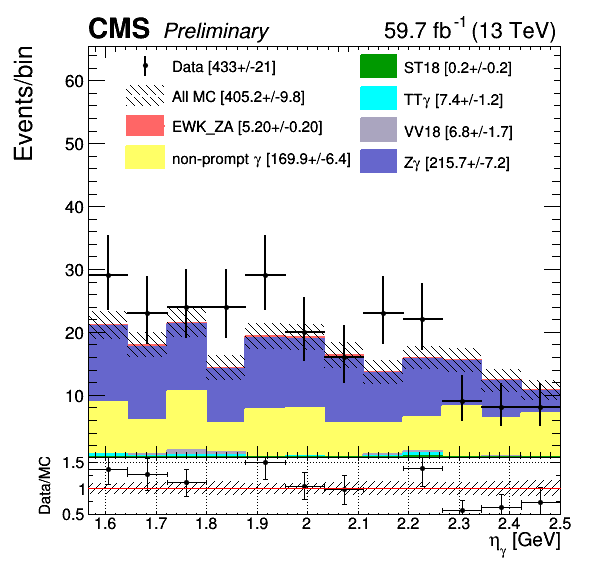 CMS Preliminary 59.7 fb⁻¹ (13 TeV)
Events/bin
60
50
40
30
20
10
Data [433+/-21]
All MC [405.2+/-9.8]
EWK_ZA [5.20+/-0.20]
non-prompt γ [169.9+/-6.4]
ST18 [0.2+/-0.2]
TTγ [7.4+/-1.2]
VV18 [6.8+/-1.7]
Zγ [215.7+/-7.2]
Data/MC
1.5
1
0.5
1.6 1.7 1.8 1.9 2 2.1 2.2 2.3 2.4 2.5
ηγ [GeV]